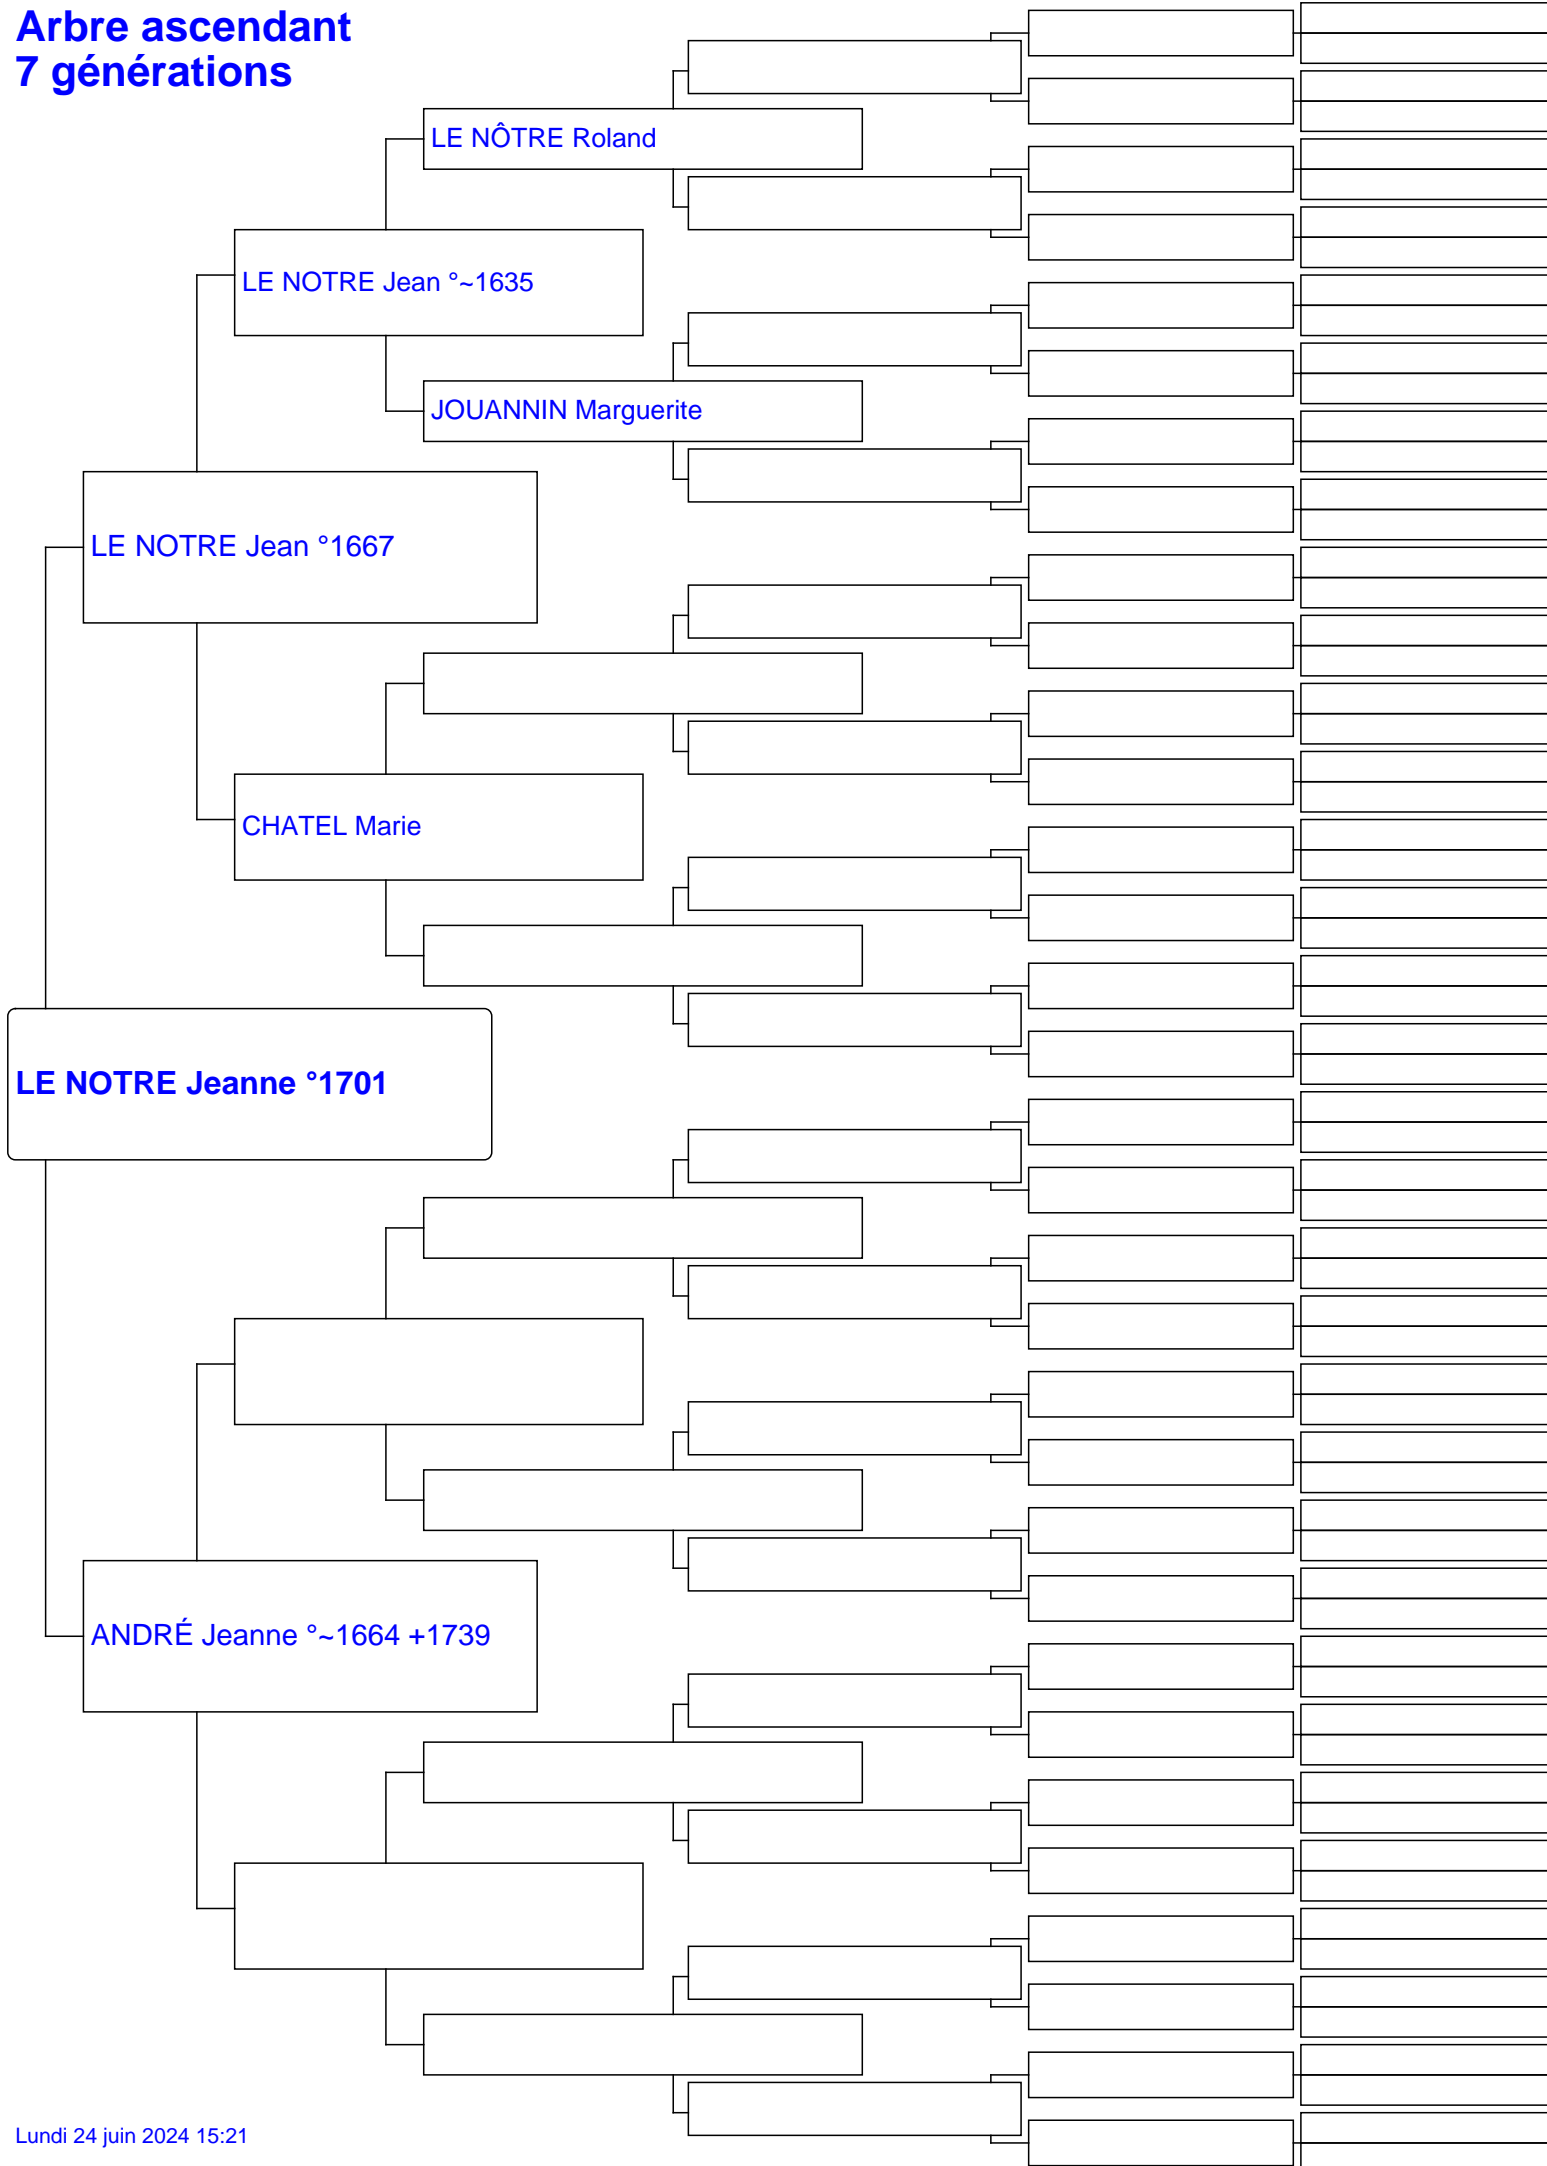 Arbre ascendant
7 générations
LE NÔTRE Roland
LE NOTRE Jean °~1635
JOUANNIN Marguerite
LE NOTRE Jean °1667
CHATEL Marie
LE NOTRE Jeanne °1701
ANDRÉ Jeanne °~1664 +1739
Lundi 24 juin 2024 15:21